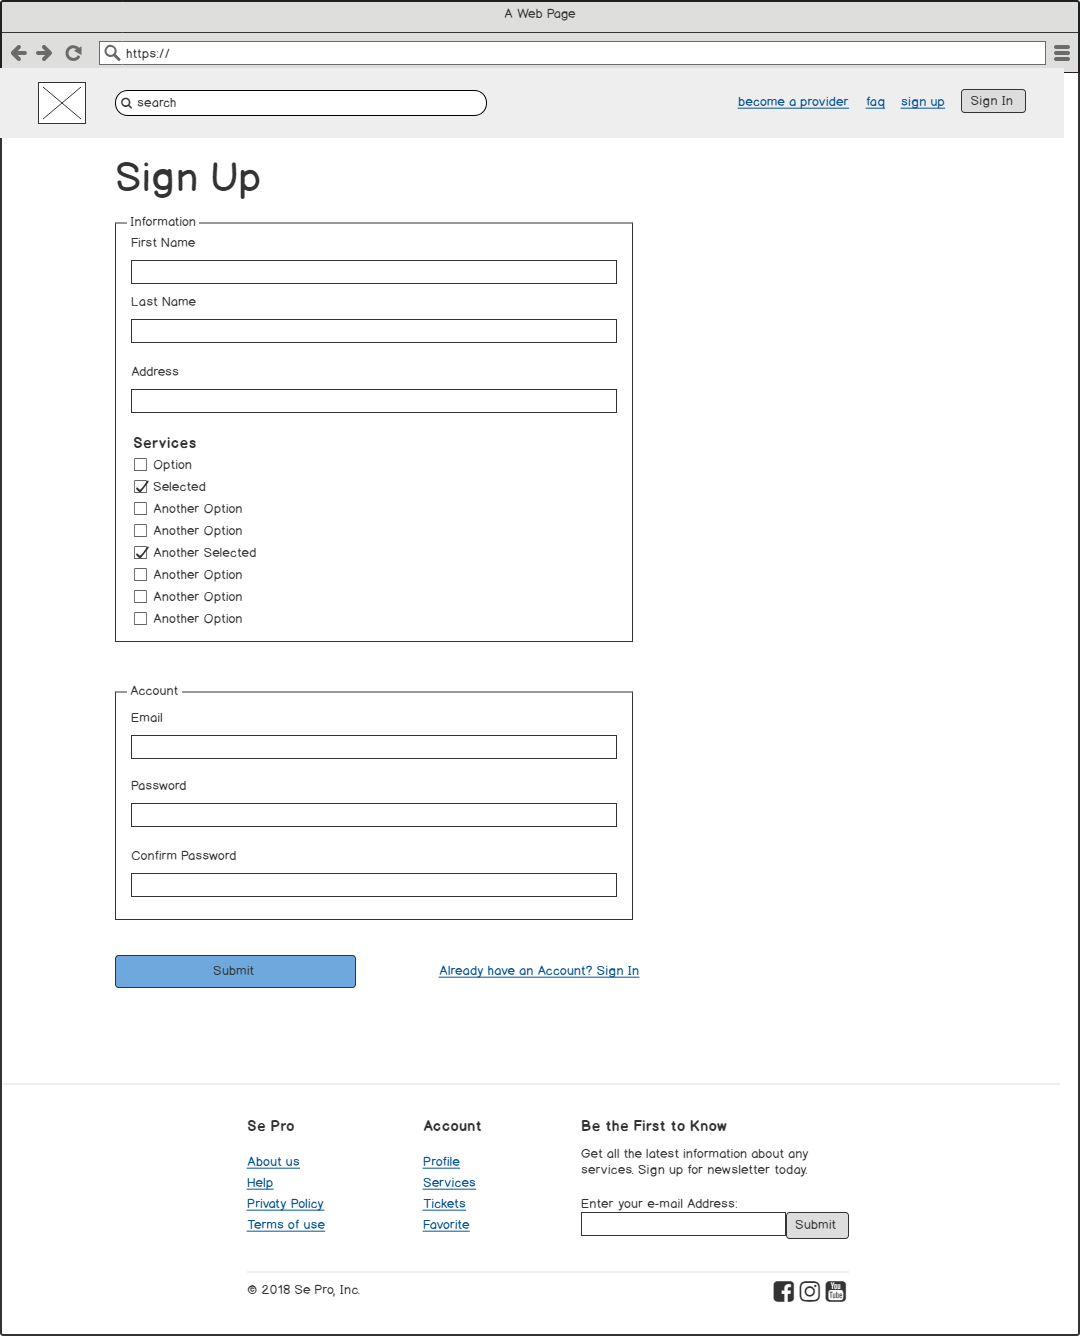 A Web Page
https://
search
become a provider faq sign up Sign In
Sign Up
Information
First Name
Last Name
Address
Services
Option
Selected
Another Option
Another Option
Another Selected
Another Option
Another Option
Another Option
Account
Email
Password
Confirm Password
Submit
Already have an Account? Sign In
Se Pro
About us
Help
Privaty Policy
Terms of use
Account
Profile
Services
Tickets
Favorite
Be the First to Know
Get all the latest information about any
services. Sign up for newsletter today.
Enter your e-mail Address:
Submit
© 2018 Se Pro, Inc.
You
Tube